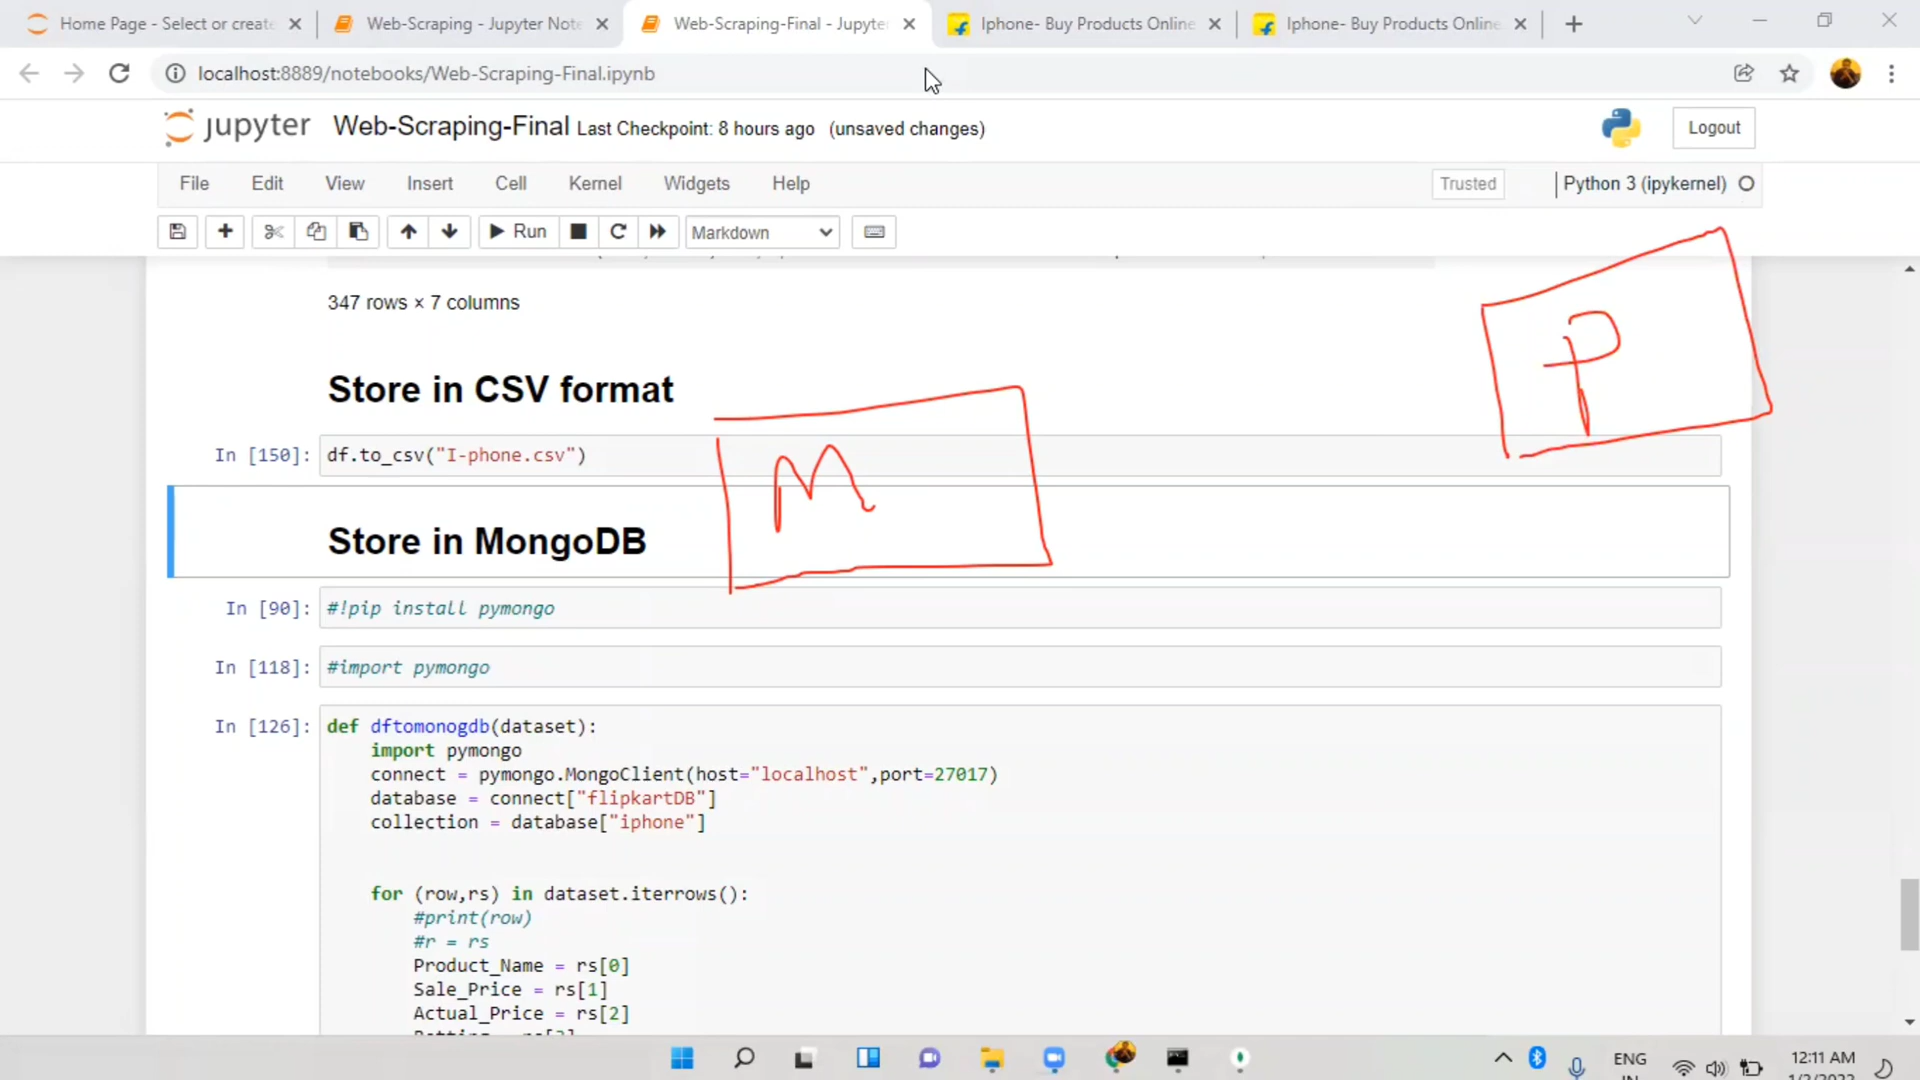 Home Page - Select or create
Web-Scraping - Jupyter Note
Web-Scraping-Final - Jupyter
Iphone- Buy Products Online
Iphone- Buy Products Online
localhost:8889/notebooks/Web-Scraping-Final.ipynb
jupyter Web-Scraping-Final Last Checkpoint: 8 hours ago (unsaved changes)
Logout
File Edit View Insert Cell Kernel Widgets Help
Trusted
Python 3 (ipykernel)
Run
Markdown
347 rows × 7 columns
P
Store in CSV format
In [150]: df.to_csv("I-phone.csv")
M
Store in MongoDB
In [90]: #!pip install pymongo
In [118]: #import pymongo
In [126]: def dftomonogdb(dataset):
import pymongo
connect = pymongo.MongoClient(host="localhost",port=27017)
database = connect["flipkartDB"]
collection = database["iphone"]
for (row,rs) in dataset.iterrows():
#print(row)
#r = rs
Product_Name = rs[0]
Sale_Price = rs[1]
Actual_Price = rs[2]
ENG
12:11 AM